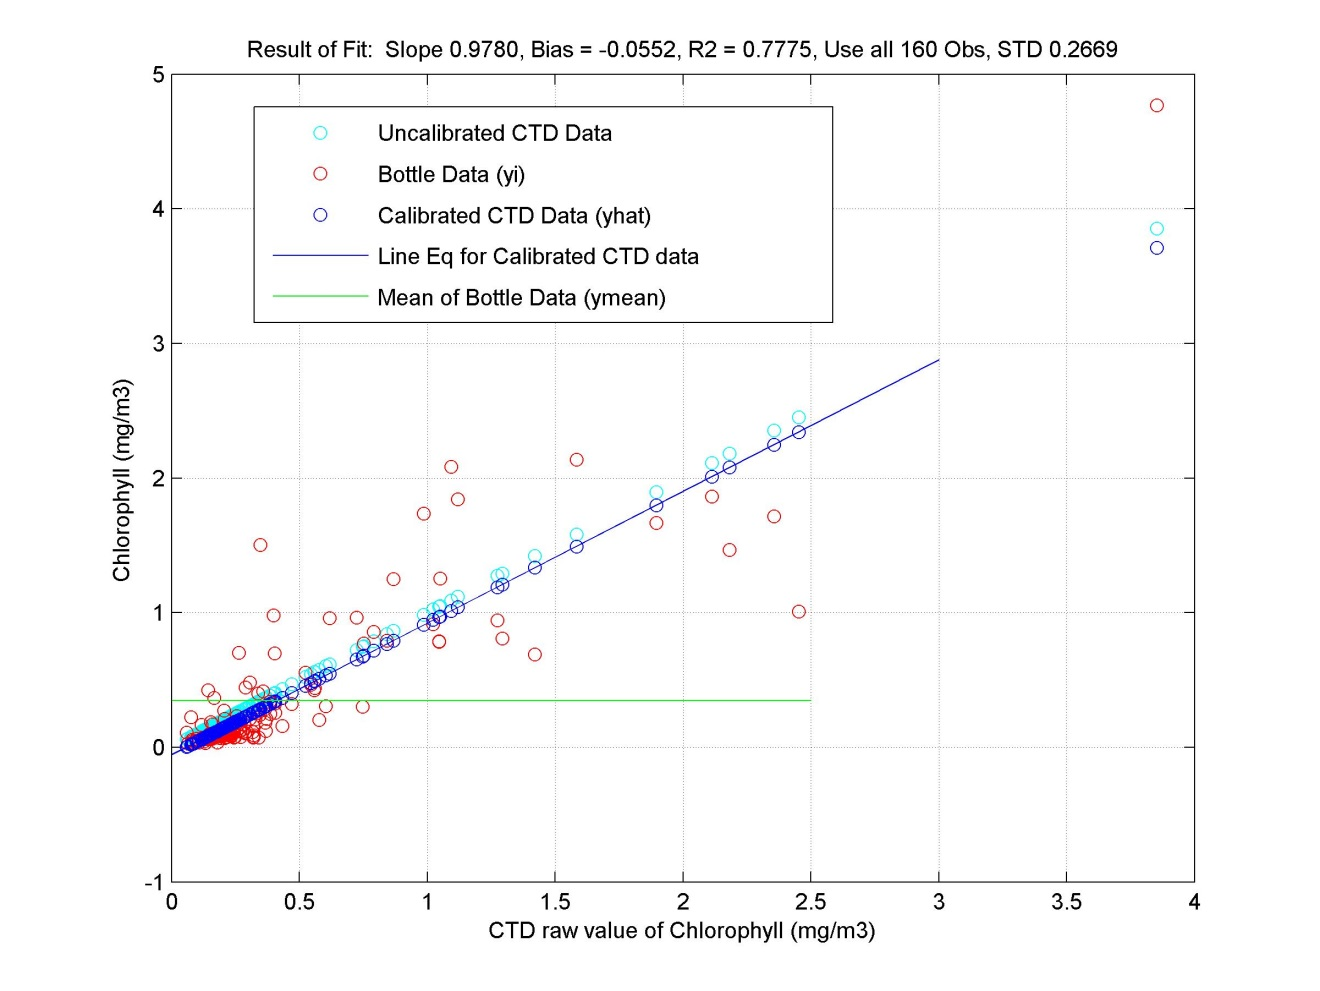 Result of Fit:  Slope 0.9780, Bias = -0.0552, R2 = 0.7775, Use all 160 Obs, STD 0.2669
5
4
3
2
1
0
-1
Chlorophyll (mg/m3)
Uncalibrated CTD Data
Bottle Data (yi)
Calibrated CTD Data (yhat)
Line Eq for Calibrated CTD data
Mean of Bottle Data (ymean)
0 0.5 1 1.5 2 2.5 3 3.5 4
CTD raw value of Chlorophyll (mg/m3)